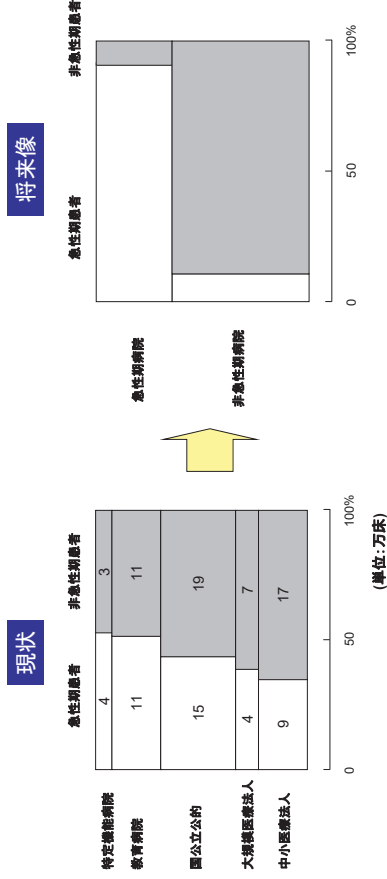 現状
急性期患者 非急性期患者
特定機能病院 4 3
教育病院 11 11
国公立公的 15 19
大規模医療法人 4 7
中小医療法人 9 17
0 50 100%
(単位:万床)
将来像
急性期患者 非急性期患者
急性期病院
非急性期病院
0 50 100%